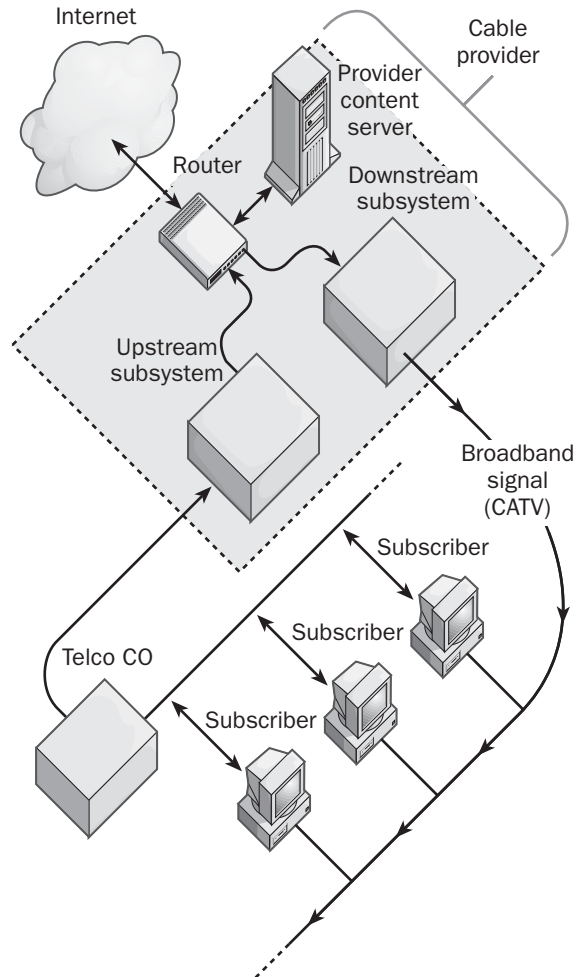 Internet
Cable
provider
Provider
content
server
Router
Downstream
subsystem
Upstream
subsystem
Broadband
signal
(CATV)
Subscriber
Subscriber
Telco CO
Subscriber